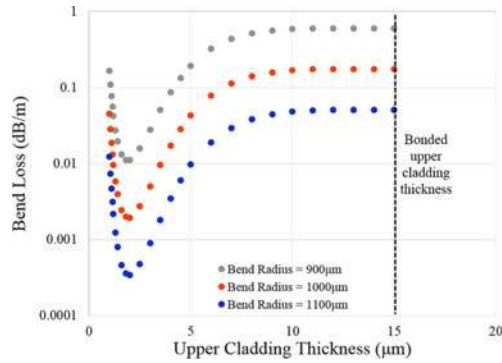 1
0.1
0.01
0.001
0.0001
Bend Loss (dB/m)
Bonded
upper
cladding
thickness
Bend Radius = 900μm
Bend Radius = 1000μm
Bend Radius = 1100μm
0
5
10
15
20
Upper Cladding Thickness (μm)